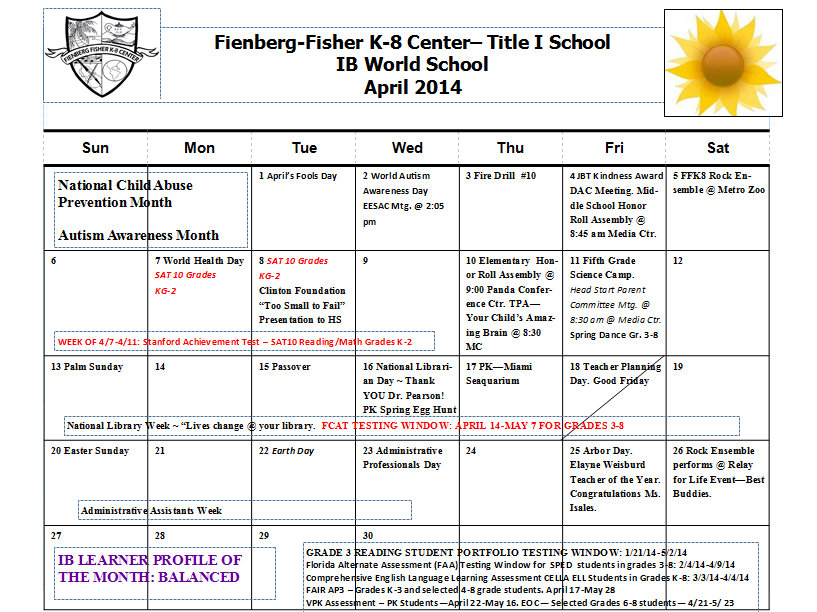 FIENBERG FISHER K-8 CENTER
Fienberg-Fisher K-8 Center– Title I School
IB World School
April 2014
Sun Mon Tue Wed Thu Fri Sat
National Child Abuse
Prevention Month
Autism Awareness Month
1 April's Fools Day
2 World Autism
Awareness Day
EESAC Mtg. @ 2:05
pm
3 Fire Drill #10
4 JBT Kindness Award
DAC Meeting. Mid-
dle School Honor
Roll Assembly @
8:45 am Media Ctr.
5 FFK8 Rock En-
semble @ Metro Zoo
6
7 World Health Day
SAT10 Grades
KG-2
8 SAT10 Grades
KG-2
Clinton Foundation
“Too Small to Fail”
Presentation to HS
9
10 Elementary Hon-
or Roll Assembly @
9:00 Panda Confer-
ence Ctr. TPA—
Your Child's Amaz-
ing Brain @ 8:30
MC
11 Fifth Grade
Science Camp.
Head Start Parent
Committee Mtg. @
8:30 am @ Media Ctr.
Spring Dance Gr. 3-8
12
WEEK OF 4/7-4/11: Stanford Achievement Test – SAT10 Reading/Math Grades K-2
13 Palm Sunday
14
15 Passover
16 National Librari-
an Day ~ Thank
YOU Dr. Pearson!
PK Spring Egg Hunt
17 PK—Miami
Seaquarium
18 Teacher Planning
Day. Good Friday
19
National Library Week ~ “Lives change @ your library. FCAT TESTING WINDOW: APRIL 14-MAY 7 FOR GRADES 3-8
20 Easter Sunday
21
22 Earth Day
23 Administrative
Professionals Day
24
25 Arbor Day.
Elayne Weisburd
Teacher of the Year.
Congratulations Ms.
Isales.
26 Rock Ensemble
performs @ Relay
for Life Event—Best
Buddies.
Administrative Assistants Week
27
28
29
30
IB LEARNER PROFILE OF
THE MONTH: BALANCED
GRADE 3 READING STUDENT PORTFOLIO TESTING WINDOW: 1/21/14-5/2/14
Florida Alternate Assessment (FAA) Testing Window for SPED students in grades 3-8: 2/4/14-4/9/14
Comprehensive English Language Learning Assessment CELLA ELL Students in Grades K-8: 3/3/14-4/4/14
FAIR AP3 – Grades K-3 and selected 4-8 grade students. April 17-May 28
VPK Assessment – PK Students—April 22-May 16. EOC— Selected Grades 6-8 students— 4/21-5/ 23